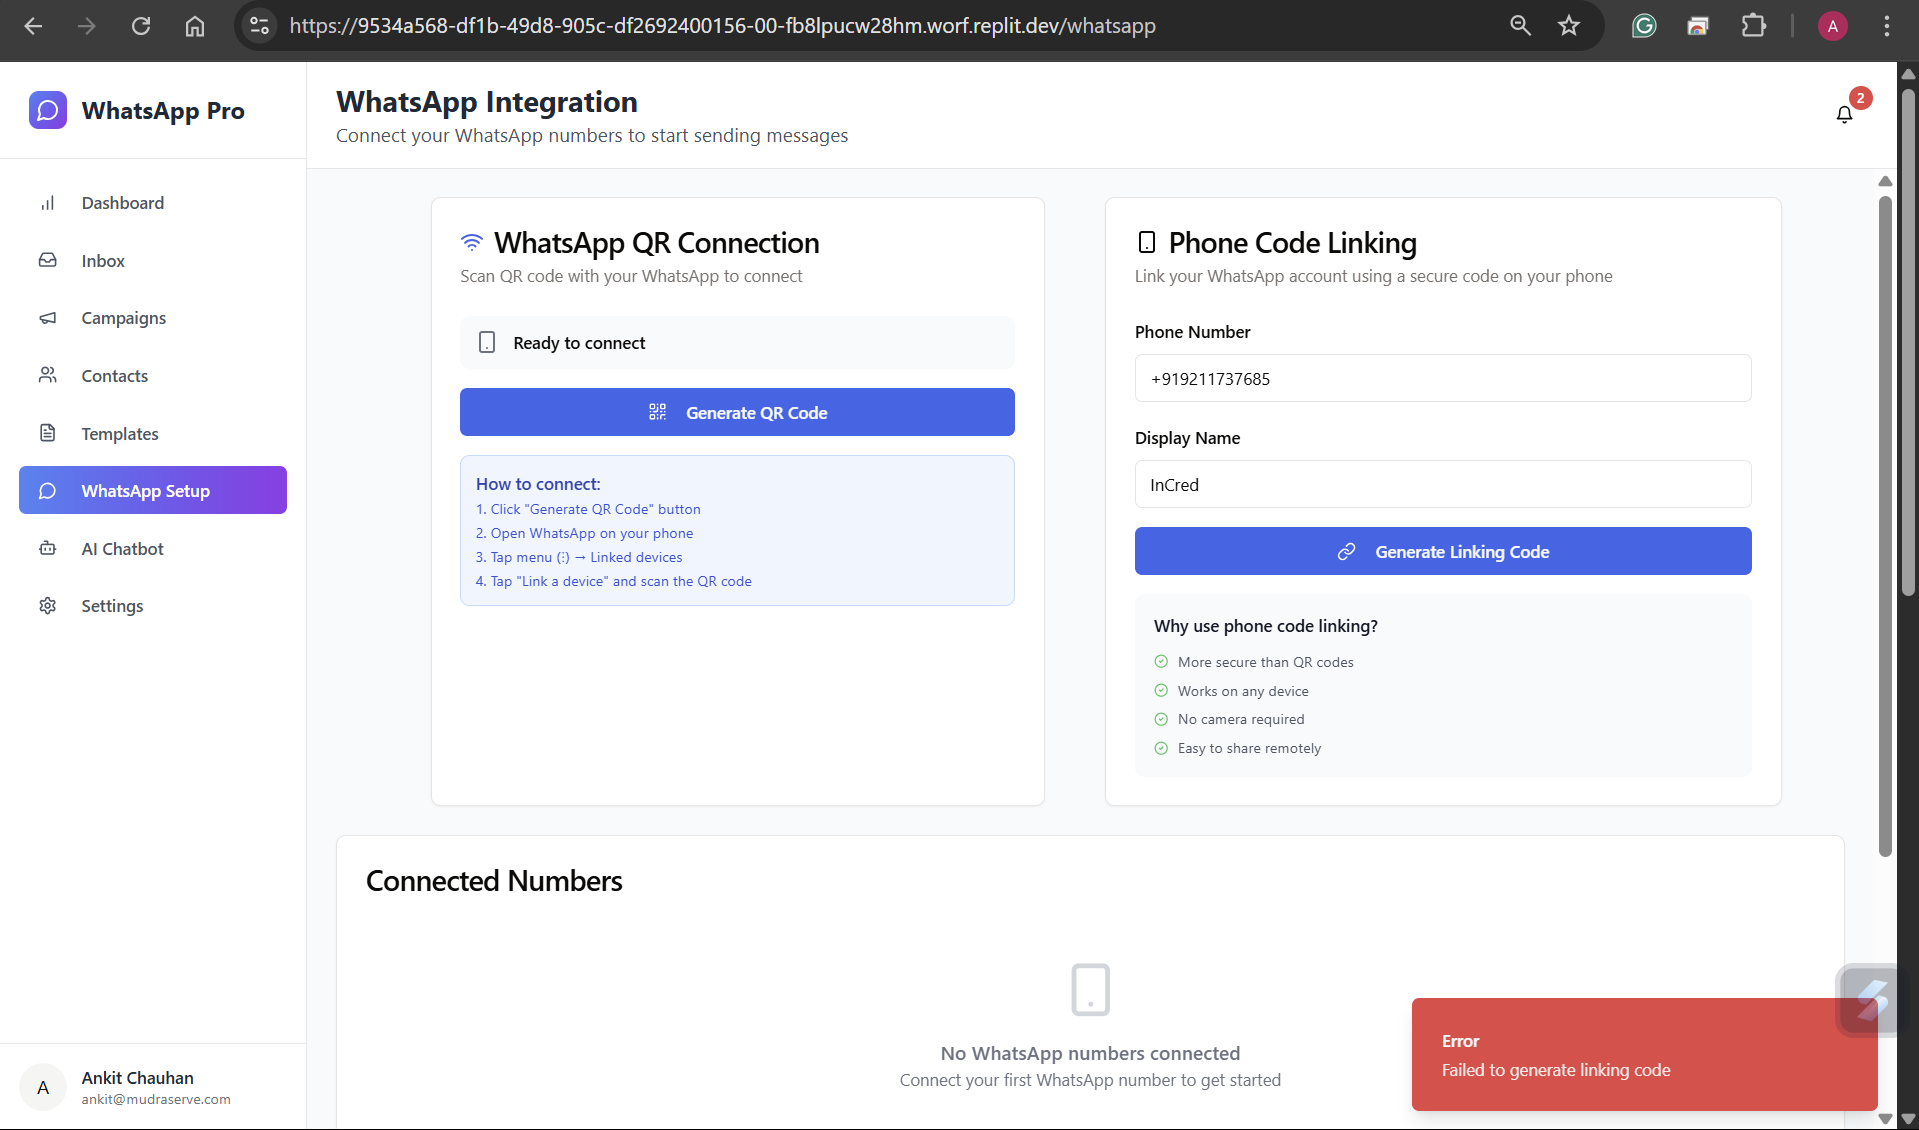 https://9534a568-df1b-49d8-905c-df2692400156-00-fb8lpucw28hm.worf.replit.dev/whatsapp
A
WhatsApp Pro
Dashboard
Inbox
Campaigns
Contacts
Templates
WhatsApp Setup
AI Chatbot
Settings
A
Ankit Chauhan
ankit@mudraserve.com
WhatsApp Integration
Connect your WhatsApp numbers to start sending messages
2
WhatsApp QR Connection
Scan QR code with your WhatsApp to connect
Ready to connect
Generate QR Code
How to connect:
1. Click "Generate QR Code" button
2. Open WhatsApp on your phone
3. Tap menu (⋮) → Linked devices
4. Tap "Link a device" and scan the QR code
Phone Code Linking
Link your WhatsApp account using a secure code on your phone
Phone Number
+919211737685
Display Name
InCred
Generate Linking Code
Why use phone code linking?
More secure than QR codes
Works on any device
No camera required
Easy to share remotely
Connected Numbers
No WhatsApp numbers connected
Connect your first WhatsApp number to get started
Error
Failed to generate linking code